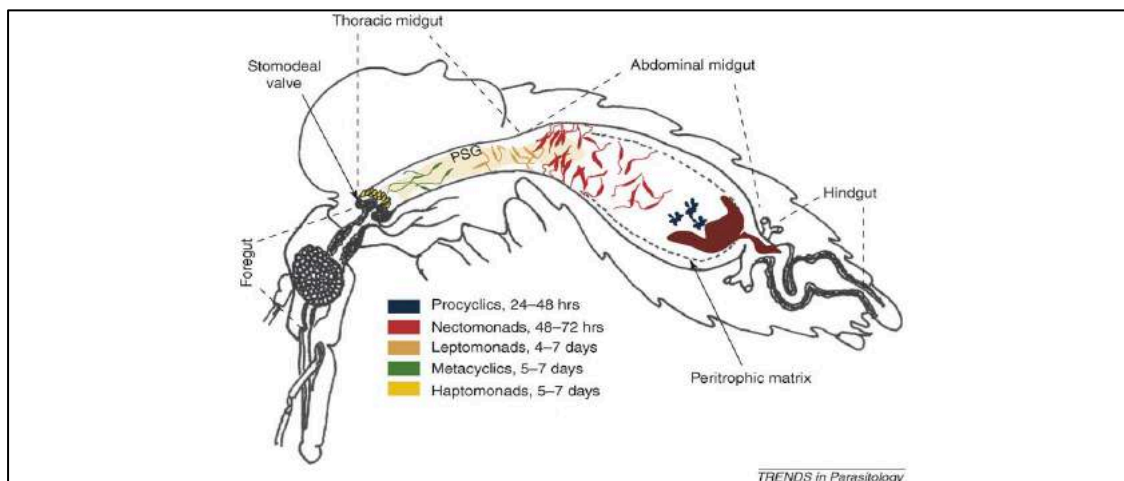 Thoracic midgut
Stomodeal
valve
Abdominal midgut
PSG
Hindgut
Foregut
Procyclics, 24–48 hrs
Nectomonads, 48–72 hrs
Leptomonads, 4–7 days
Metacyclics, 5–7 days
Haptomonads, 5–7 days
Peritrophic matrix
TRENDS in Parasitology